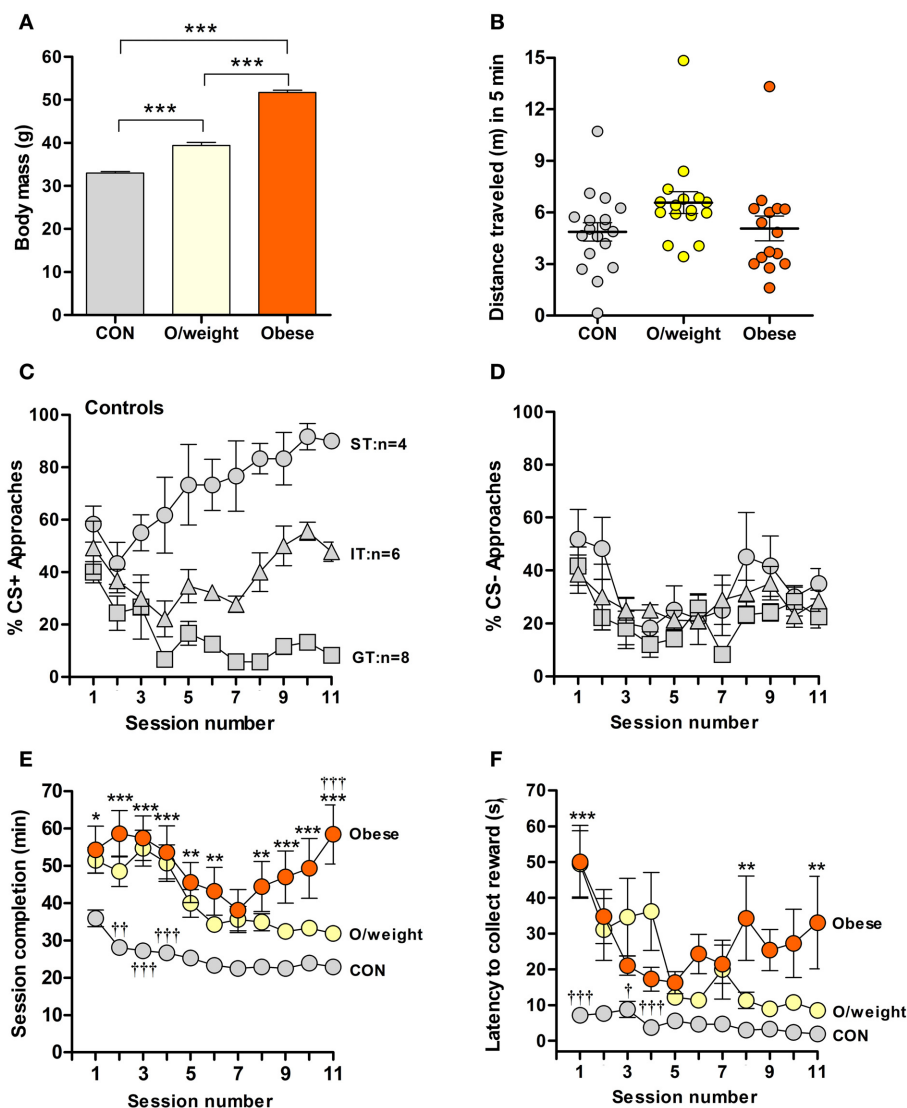 A
***
***
***
Body mass (g)
60
50
40
30
20
10
0
CON
O/weight
Obese
B
Distance traveled (m) in 5 min
15
12
9
6
3
0
CON
O/weight
Obese
C
Controls
% CS+ Approaches
100
80
60
40
20
0
ST:n=4
IT:n=6
GT:n=8
1 3 5 7 9 11
Session number
D
% CS- Approaches
100
80
60
40
20
0
1 3 5 7 9 11
Session number
E
Session completion (min)
70
60
50
40
30
20
10
0
* *** *** *** ** ** ** *** *** ***
†††
Obese
O/weight
CON
††
†††
†††
1 3 5 7 9 11
Session number
F
Latency to collect reward (s)
70
60
50
40
30
20
10
0
***
**
**
Obese
O/weight
CON
†††
†
†††
1 3 5 7 9 11
Session number